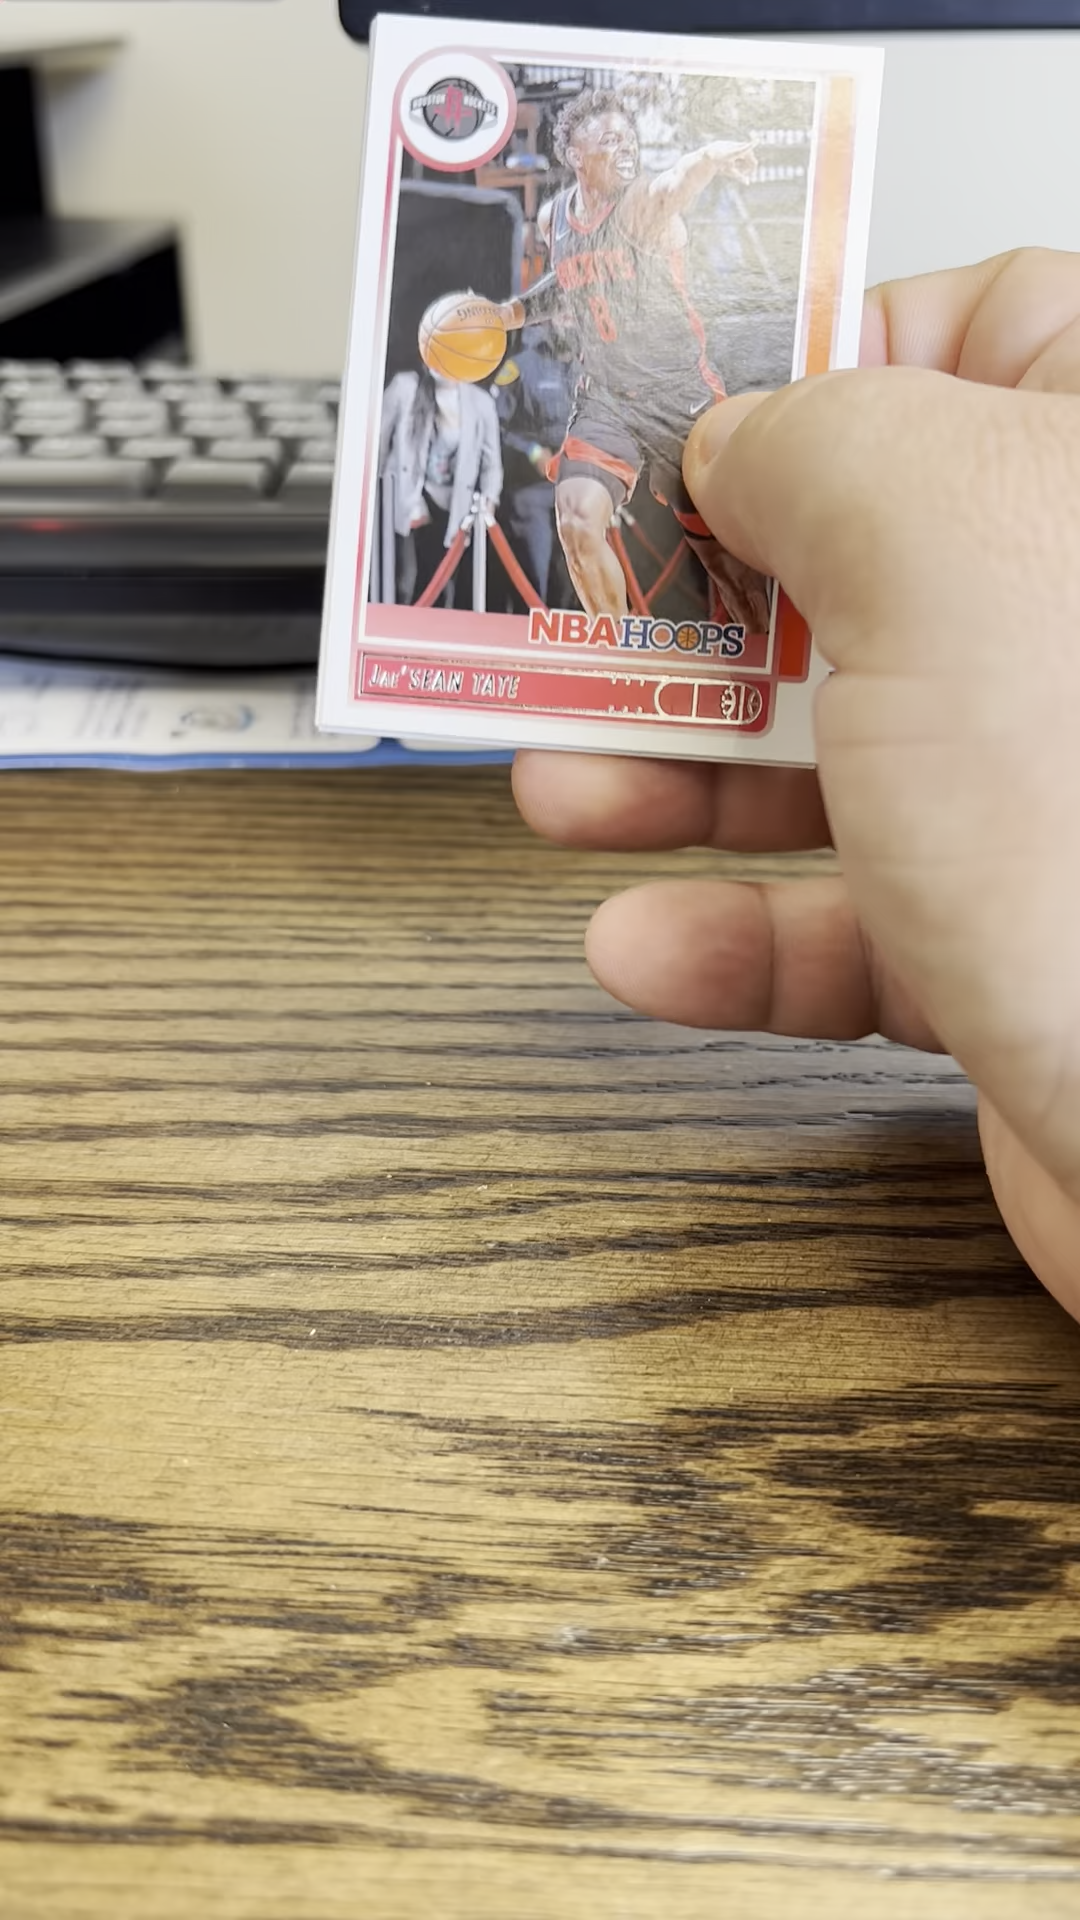 HOUSTON ROCKETS
ROCKETS
8
NBA HOOPS
JAE'SEAN TATE